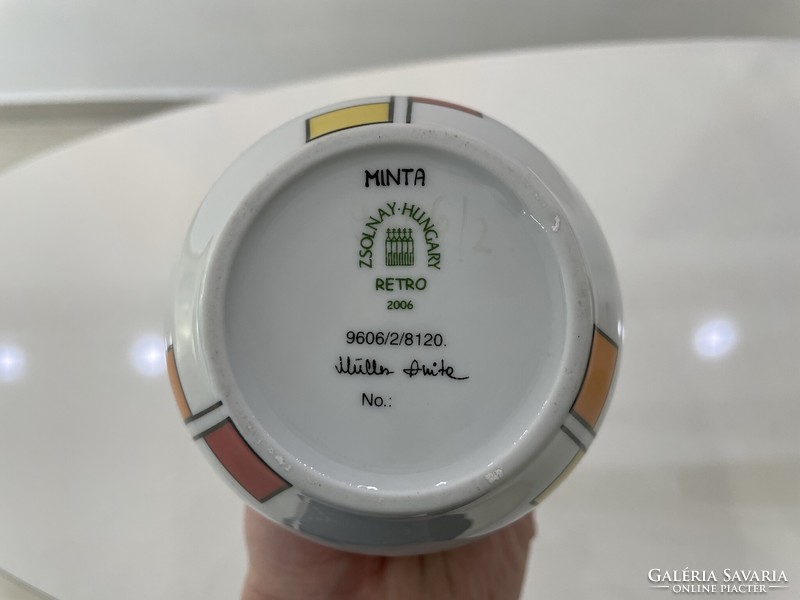 MINTA
ZSOLNAY·HUNGARY
RETRO
2006
9606/2/8120.
Müller Anita
No.:
GALÉRIA SAVARIA
ONLINE PIACTÉR